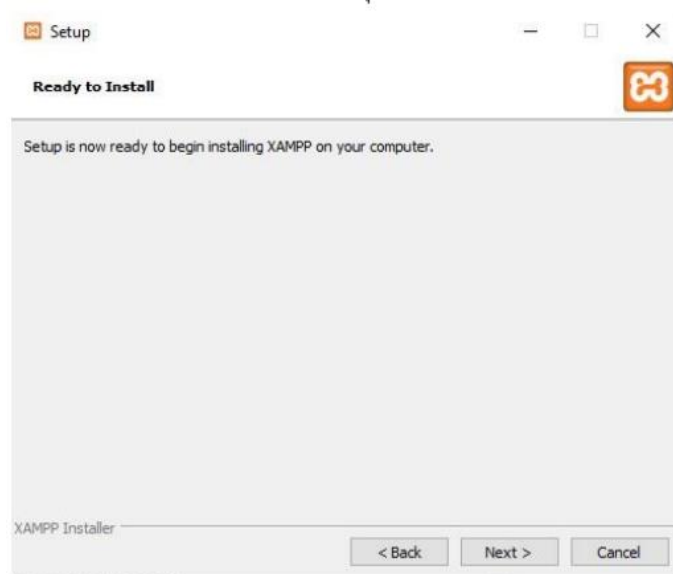 Setup
Ready to Install
Setup is now ready to begin installing XAMPP on your computer.
XAMPP Installer
< Back
Next >
Cancel